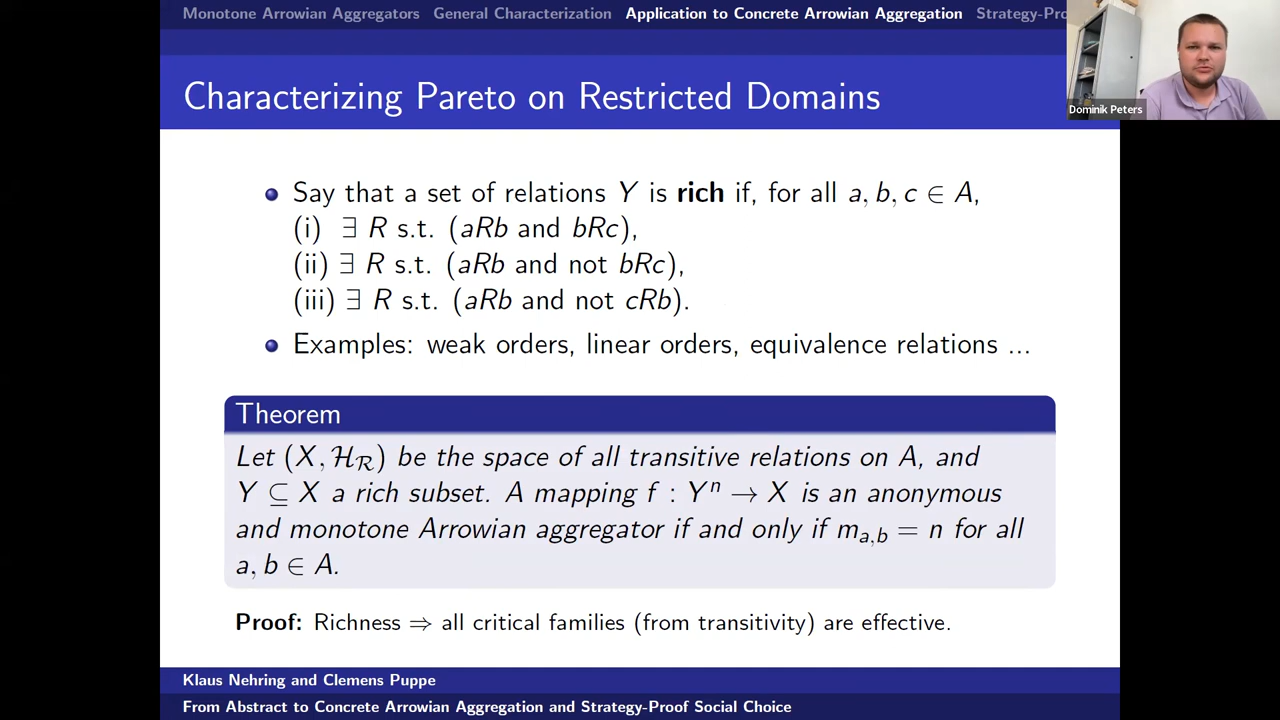 Monotone Arrowian Aggregators General Characterization Application to Concrete Arrowian Aggregation
Dominik Peters
Characterizing Pareto on Restricted Domains
Say that a set of relations Y is rich if, for all a, b, c ∈ A,
(i) ∃ R s.t. (aRb and bRc),
(ii) ∃ R s.t. (aRb and not bRc),
(iii) ∃ R s.t. (aRb and not cRb).
Examples: weak orders, linear orders, equivalence relations ...
Theorem
Let (X, ℋ_ℛ) be the space of all transitive relations on A, and
Y ⊆ X a rich subset. A mapping f : Yⁿ → X is an anonymous
and monotone Arrowian aggregator if and only if m_{a,b} = n for all
a, b ∈ A.
Proof: Richness ⇒ all critical families (from transitivity) are effective.
Klaus Nehring and Clemens Puppe
From Abstract to Concrete Arrowian Aggregation and Strategy-Proof Social Choice